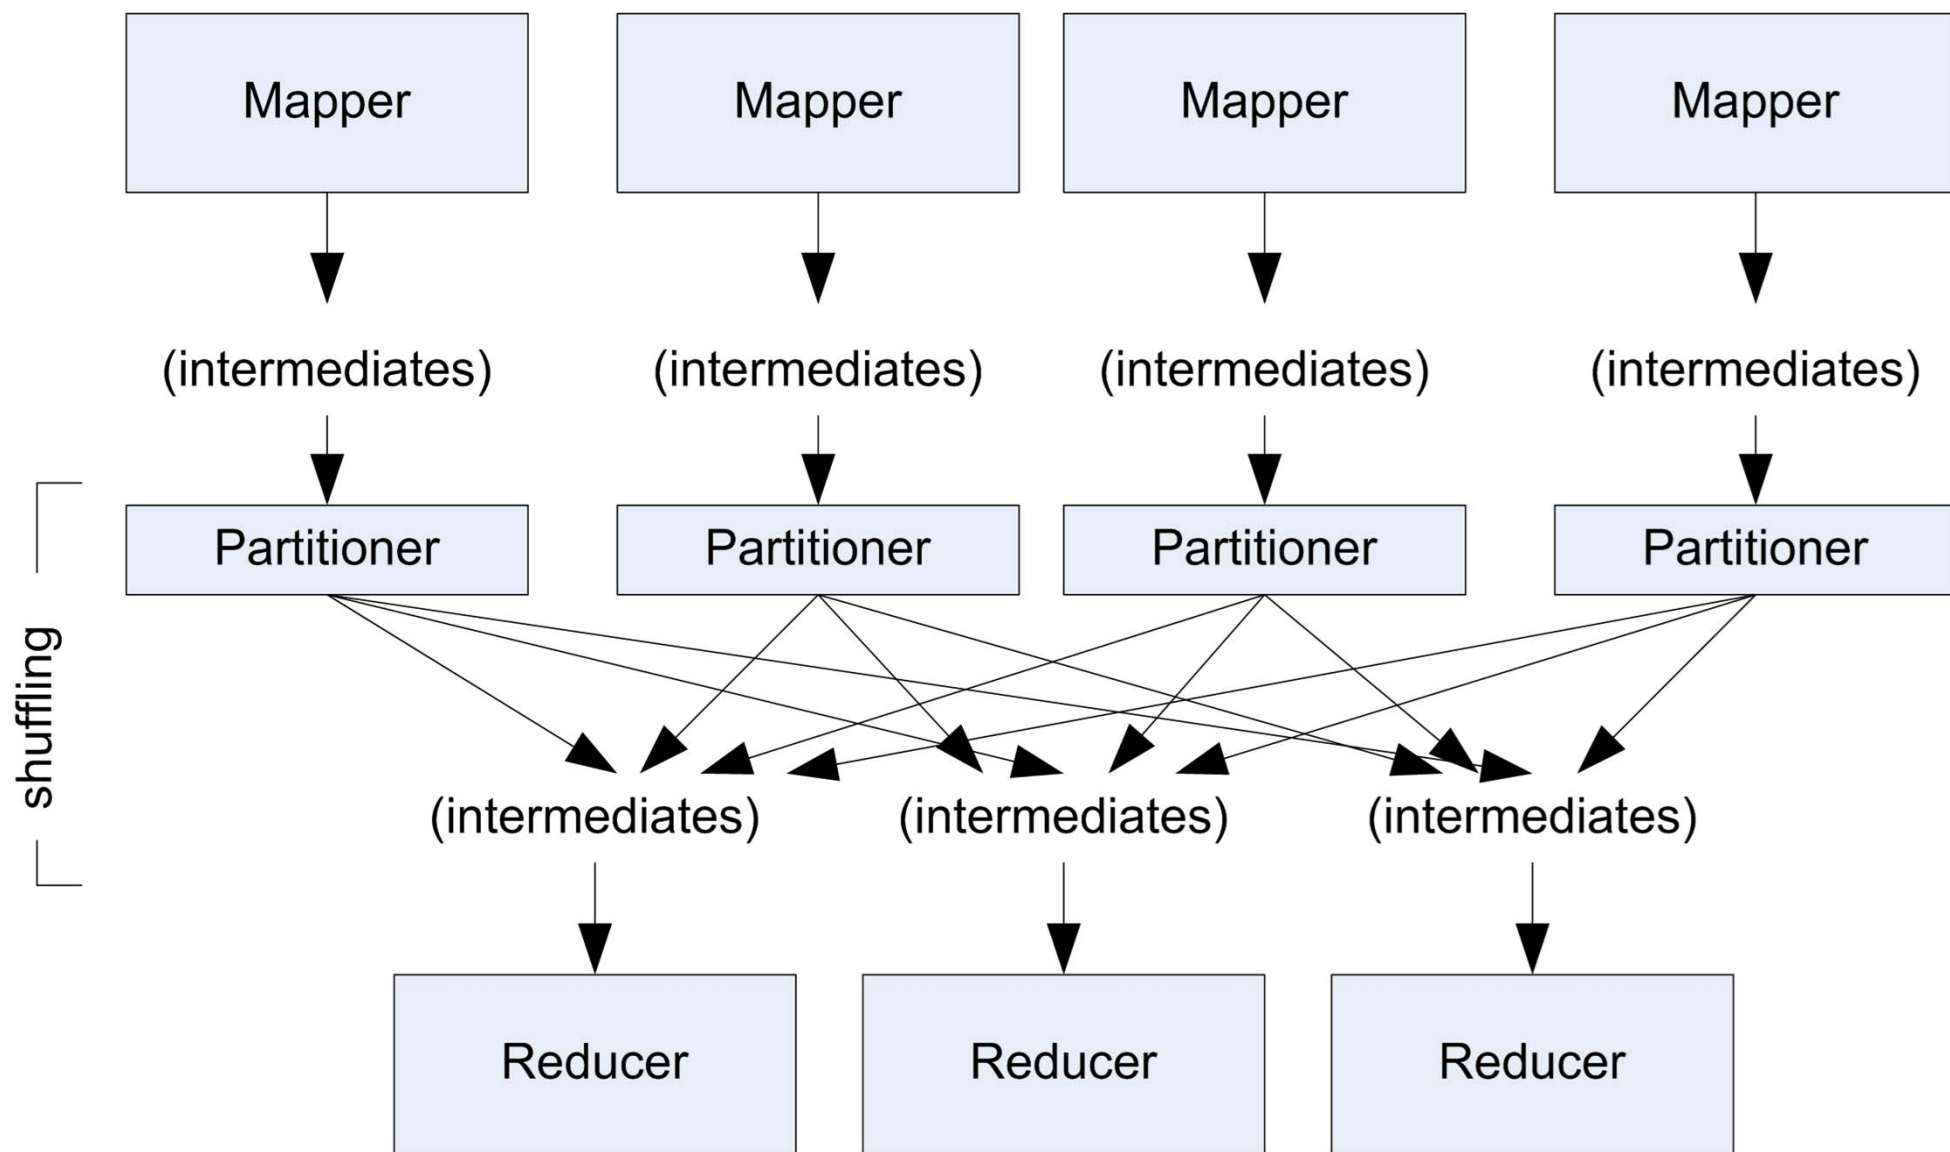 Mapper Mapper Mapper Mapper
(intermediates) (intermediates) (intermediates) (intermediates)
Partitioner Partitioner Partitioner Partitioner
shuffling
(intermediates) (intermediates) (intermediates)
Reducer Reducer Reducer